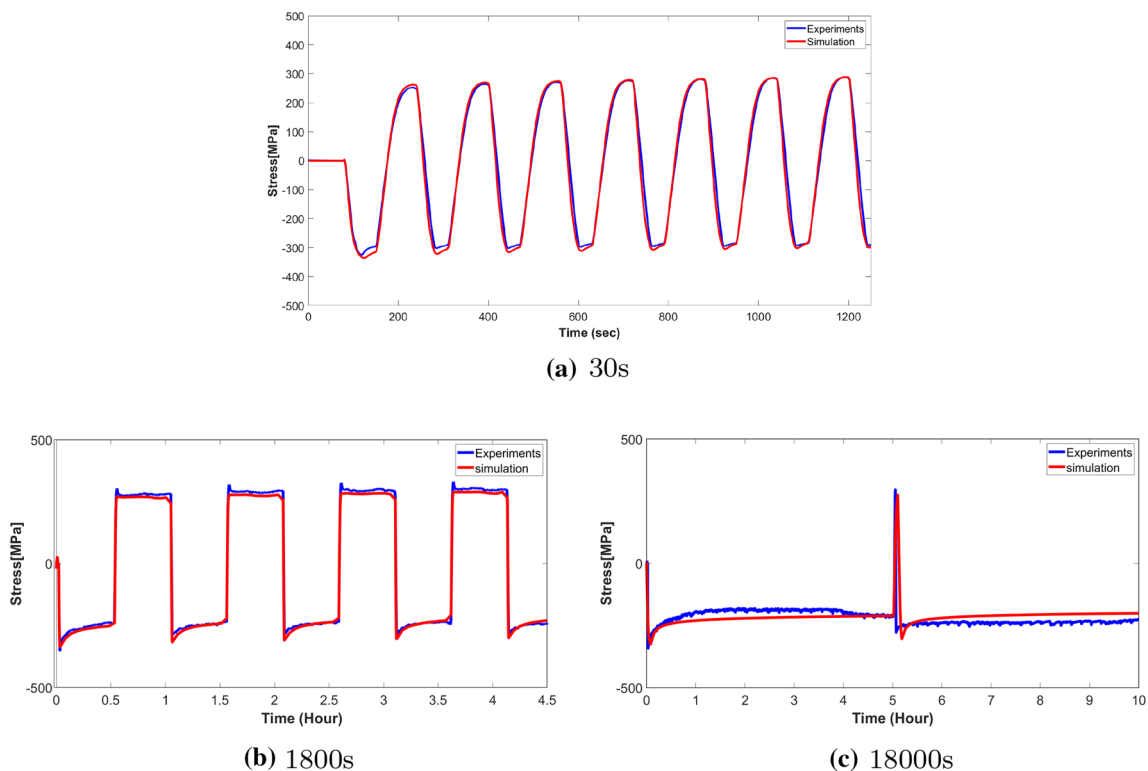 500
400
300
200
100
0
-100
-200
-300
-400
-500
Stress[MPa]
Experiments
Simulation
0 200 400 600 800 1000 1200
Time (sec)
(a) 30s
500
0
-500
Stress[MPa]
Experiments
simulation
0 0.5 1 1.5 2 2.5 3 3.5 4 4.5
Time (Hour)
(b) 1800s
500
0
-500
Stress[MPa]
Experiments
simulation
0 1 2 3 4 5 6 7 8 9 10
Time (Hour)
(c) 18000s